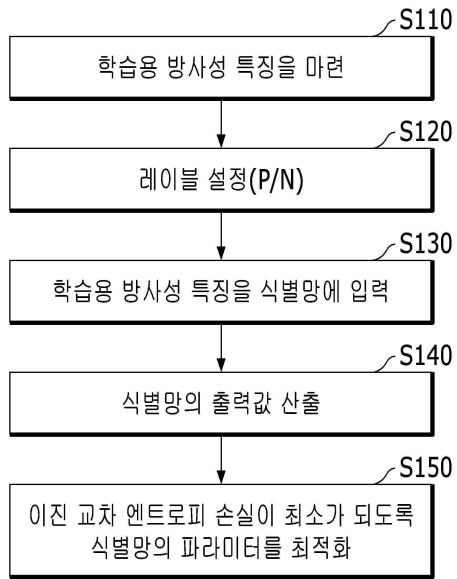 S110
학습용 방사성 특징을 마련
S120
레이블 설정(P/N)
S130
학습용 방사성 특징을 식별망에 입력
S140
식별망의 출력값 산출
S150
이진 교차 엔트로피 손실이 최소가 되도록
식별망의 파라미터를 최적화